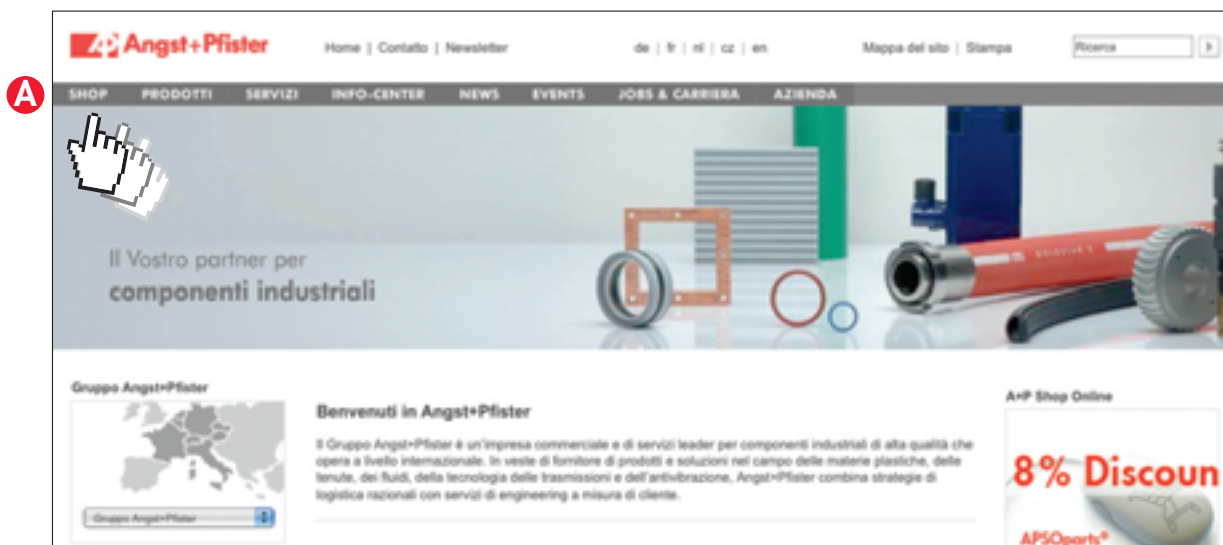 Angst+Pfister
Home | Contatto | Newsletter
de | fr | nl | cz | en
Mappa del sito | Stampa
Ricerca
A
SHOP PRODOTTI SERVIZI INFO-CENTER NEWS EVENTS JOBS & CARRIERA AZIENDA
Il Vostro partner per
componenti industriali
Gruppo Angst+Pfister
Gruppo Angst+Pfister
Benvenuti in Angst+Pfister
Il Gruppo Angst+Pfister è un'impresa commerciale e di servizi leader per componenti industriali di alta qualità che
opera a livello internazionale. In veste di fornitore di prodotti e soluzioni nel campo delle materie plastiche, delle
tenute, dei fluidi, della tecnologia delle trasmissioni e dell'antivibrazione, Angst+Pfister combina strategie di
logistica razionali con servizi di engineering a misura di cliente.
A+P Shop Online
8% Discoun
APSOparts®